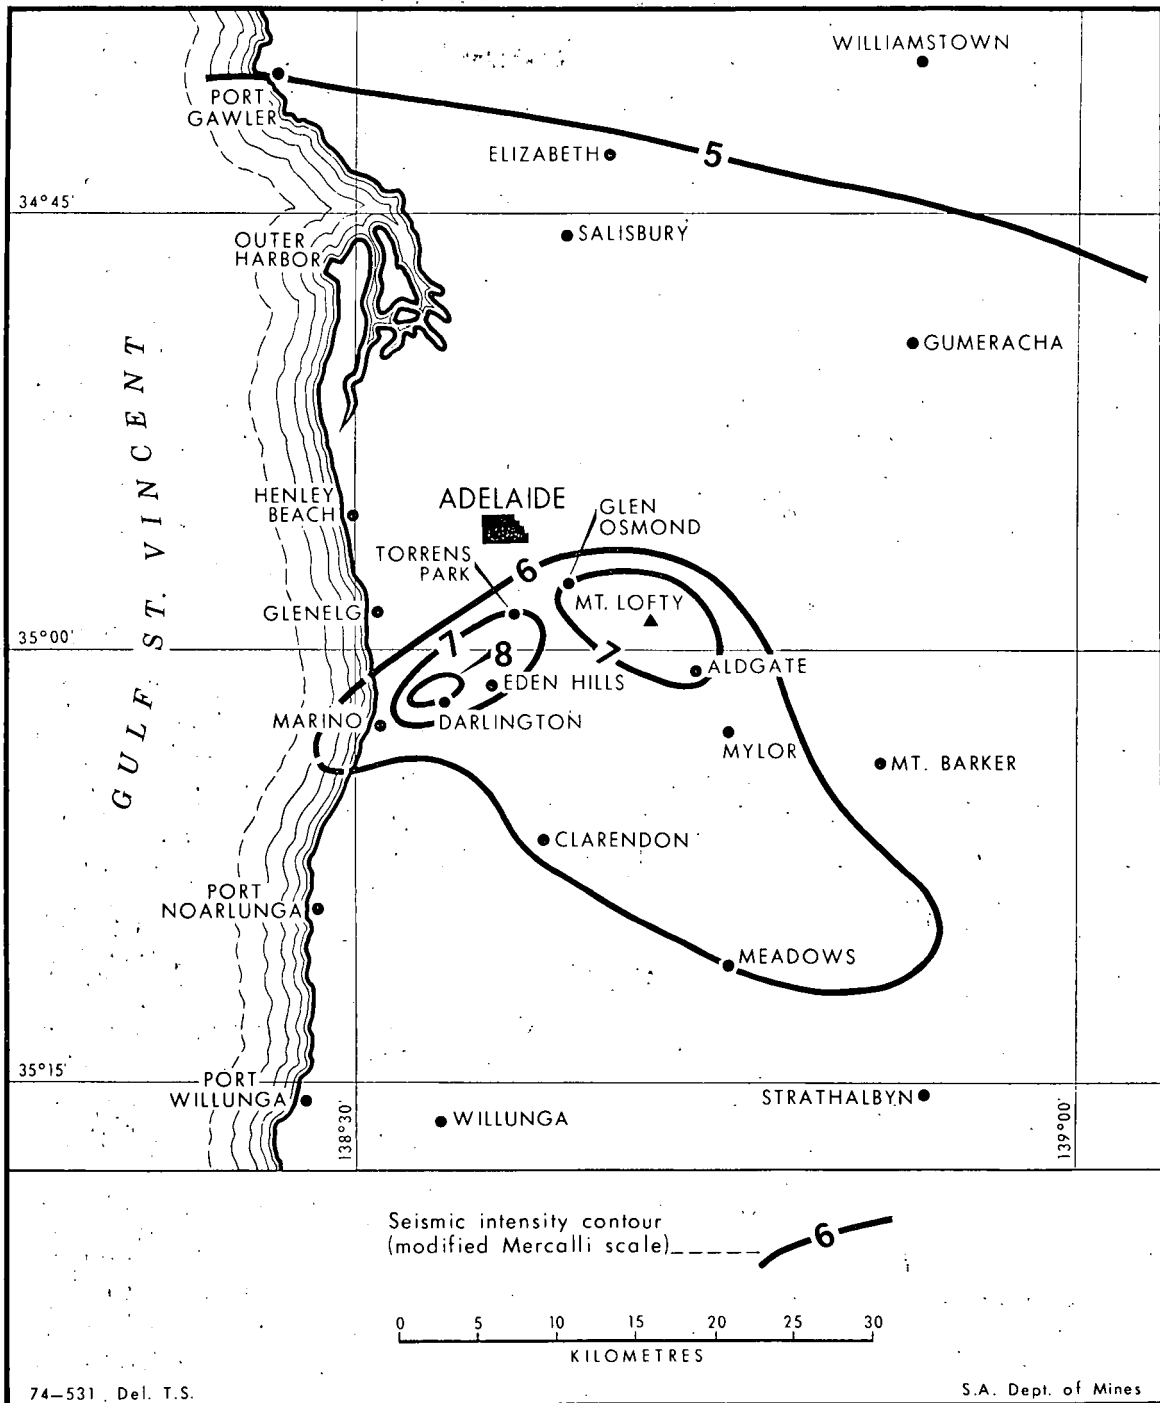 WILLIAMSTOWN
PORT
GAWLER
ELIZABETH
5
34°45'
SALISBURY
OUTER
HARBOR
GUMERACHA
GULF ST. VINCENT
HENLEY
BEACH
ADELAIDE
GLEN
OSMOND
TORRENS
PARK
6
MT. LOFTY
GLENELG
35°00'
7
8
7
ALDGATE
EDEN HILLS
MARINO
DARLINGTON
MYLOR
MT. BARKER
CLARENDON
PORT
NOARLUNGA
MEADOWS
35°15'
PORT
WILLUNGA
WILLUNGA
STRATHALBYN
138°30'
139°00'
Seismic intensity contour
(modified Mercalli scale)
6
0 5 10 15 20 25 30
KILOMETRES
74—531 . Del. T.S.
S.A. Dept. of Mines